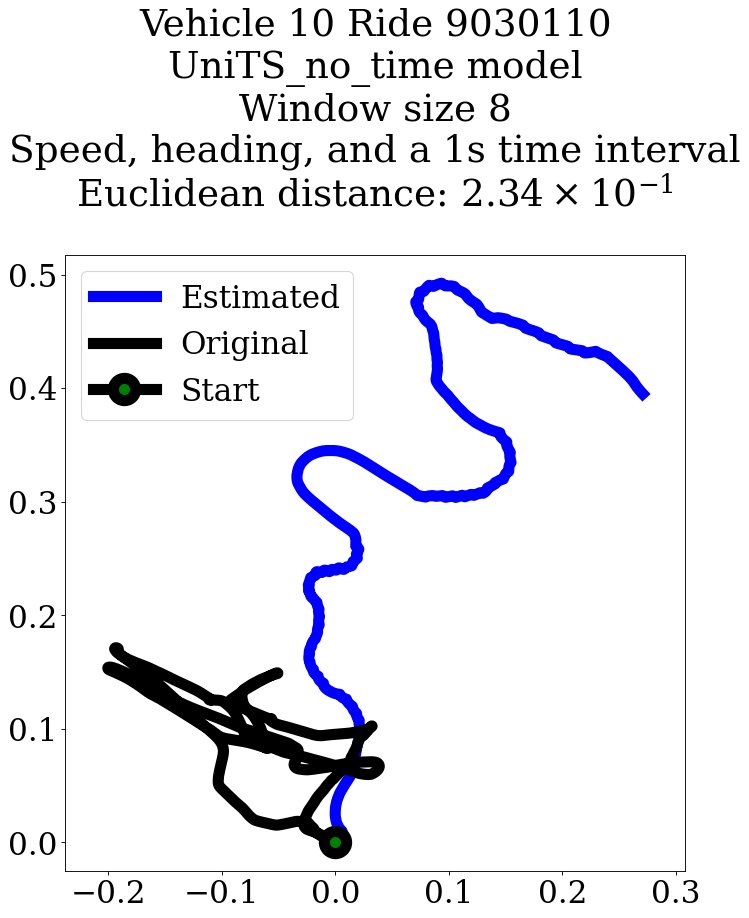 Vehicle 10 Ride 9030110
UniTS_no_time model
Window size 8
Speed, heading, and a 1s time interval
Euclidean distance: 2.34 × 10⁻¹
0.5
0.4
0.3
0.2
0.1
0.0
Estimated
Original
Start
−0.2 −0.1 0.0 0.1 0.2 0.3